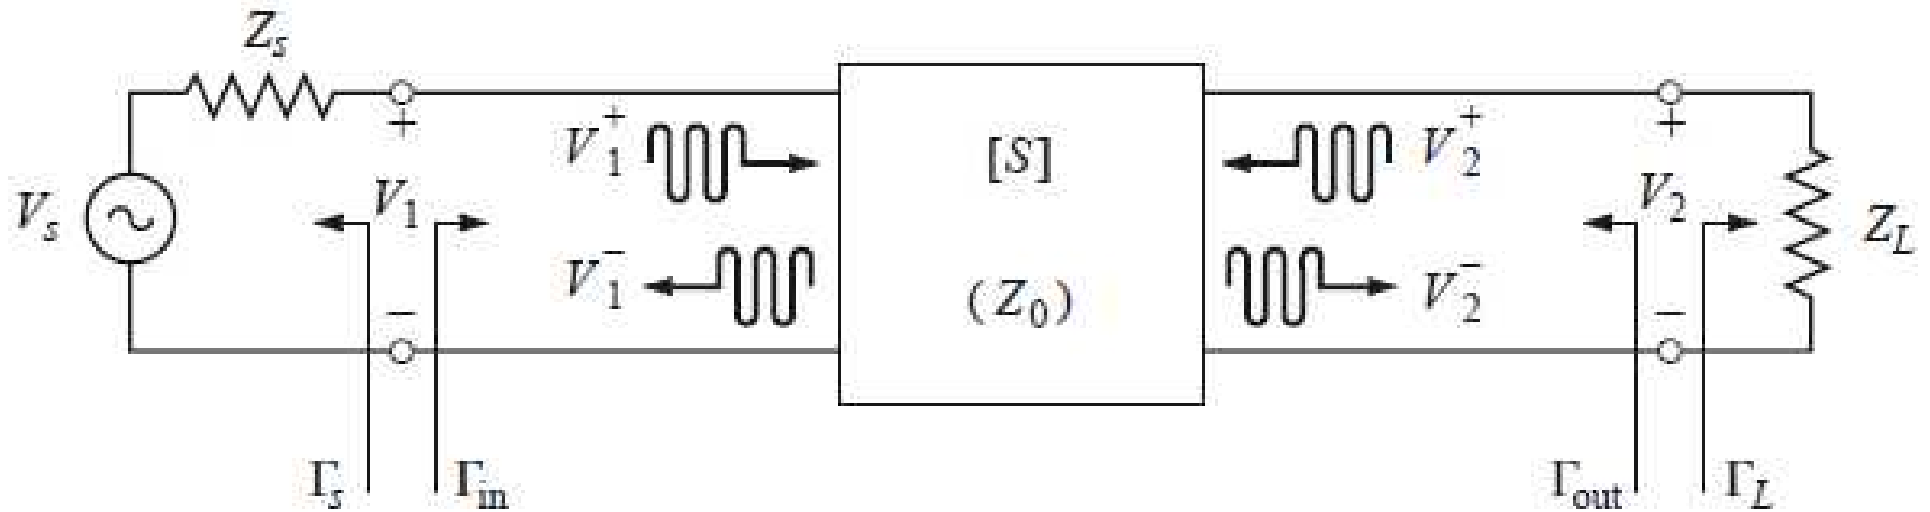 Z_s
+
+
V_1^+
[S]
V_2^+
V_s
V_1
V_2
Z_L
V_1^-
(Z_0)
V_2^-
−
−
Γ_s
Γ_in
Γ_out
Γ_L